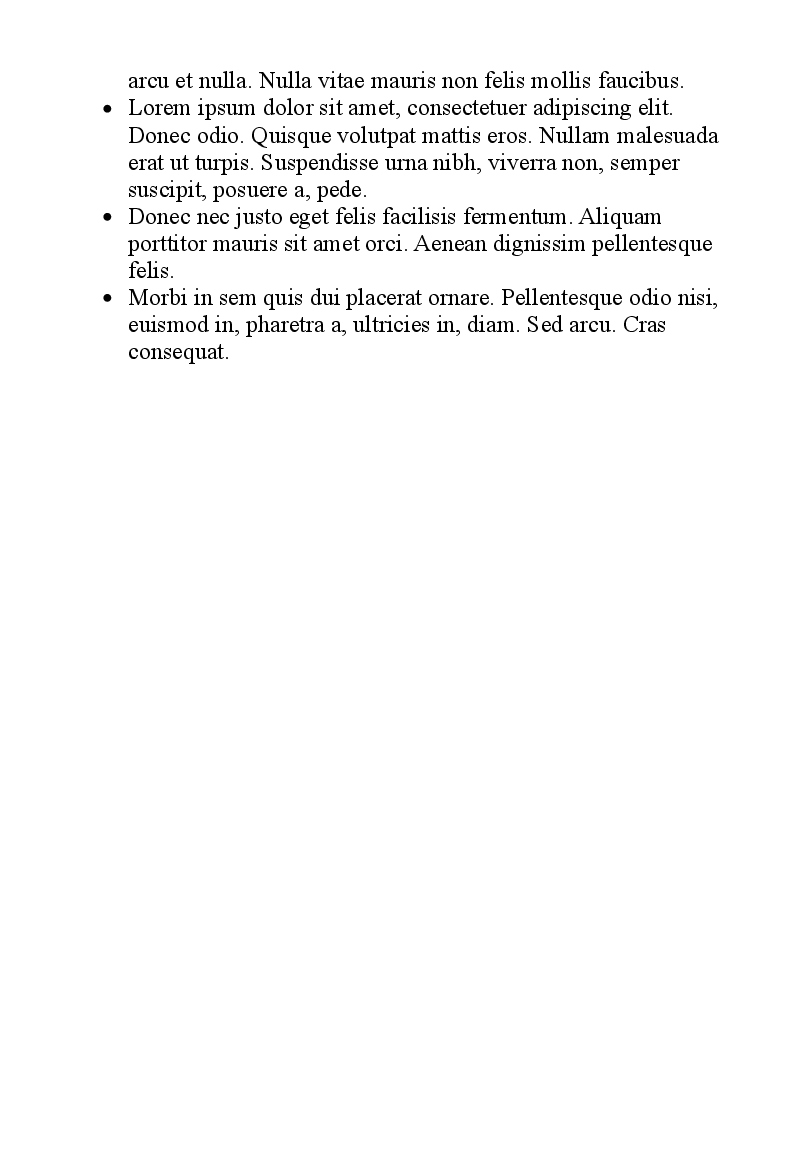 arcu et nulla. Nulla vitae mauris non felis mollis faucibus.
• Lorem ipsum dolor sit amet, consectetuer adipiscing elit.
Donec odio. Quisque volutpat mattis eros. Nullam malesuada
erat ut turpis. Suspendisse urna nibh, viverra non, semper
suscipit, posuere a, pede.
• Donec nec justo eget felis facilisis fermentum. Aliquam
porttitor mauris sit amet orci. Aenean dignissim pellentesque
felis.
• Morbi in sem quis dui placerat ornare. Pellentesque odio nisi,
euismod in, pharetra a, ultricies in, diam. Sed arcu. Cras
consequat.